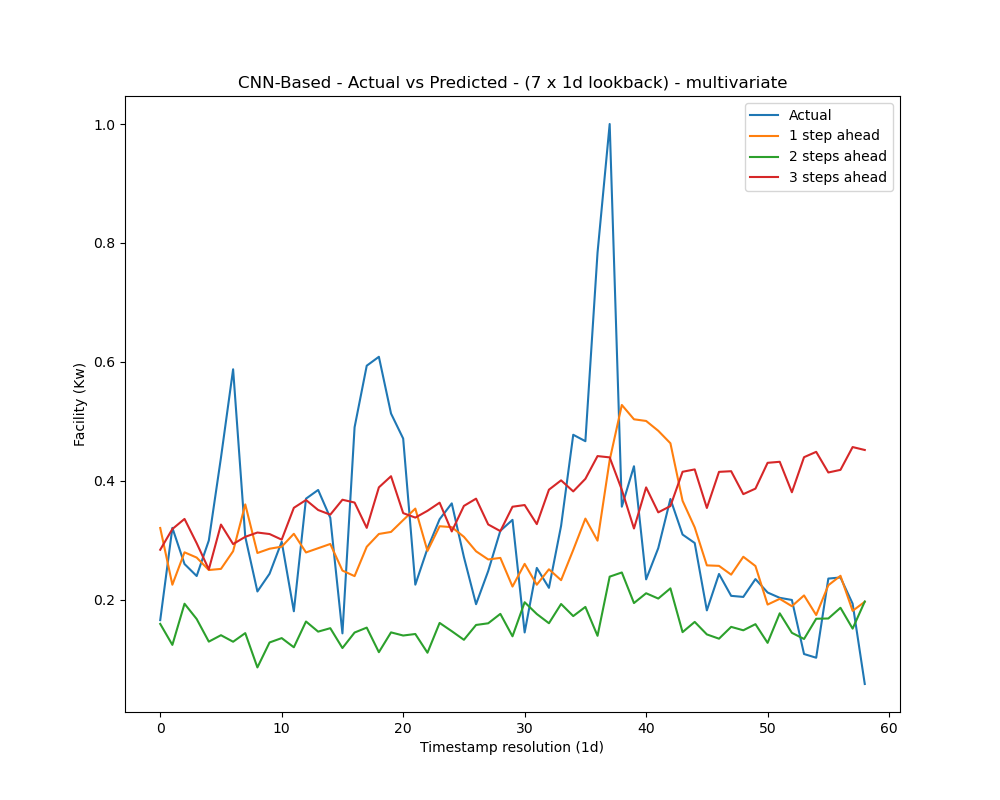 CNN-Based - Actual vs Predicted - (7 x 1d lookback) - multivariate
Actual
1 step ahead
2 steps ahead
3 steps ahead
1.0
0.8
0.6
0.4
0.2
Facility (Kw)
0 10 20 30 40 50 60
Timestamp resolution (1d)